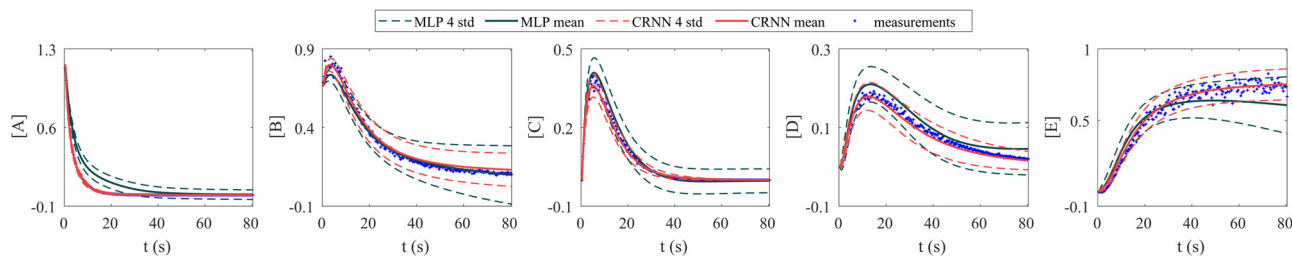 MLP 4 std MLP mean CRNN 4 std CRNN mean measurements
1.3 0.9 0.5 0.3 1
[A] 0.6 [B] 0.4 [C] 0.2 [D] 0.1 [E] 0.5
-0.1 -0.1 -0.1 -0.1 -0.1
0 20 40 60 80 0 20 40 60 80 0 20 40 60 80 0 20 40 60 80 0 20 40 60 80
t (s) t (s) t (s) t (s) t (s)